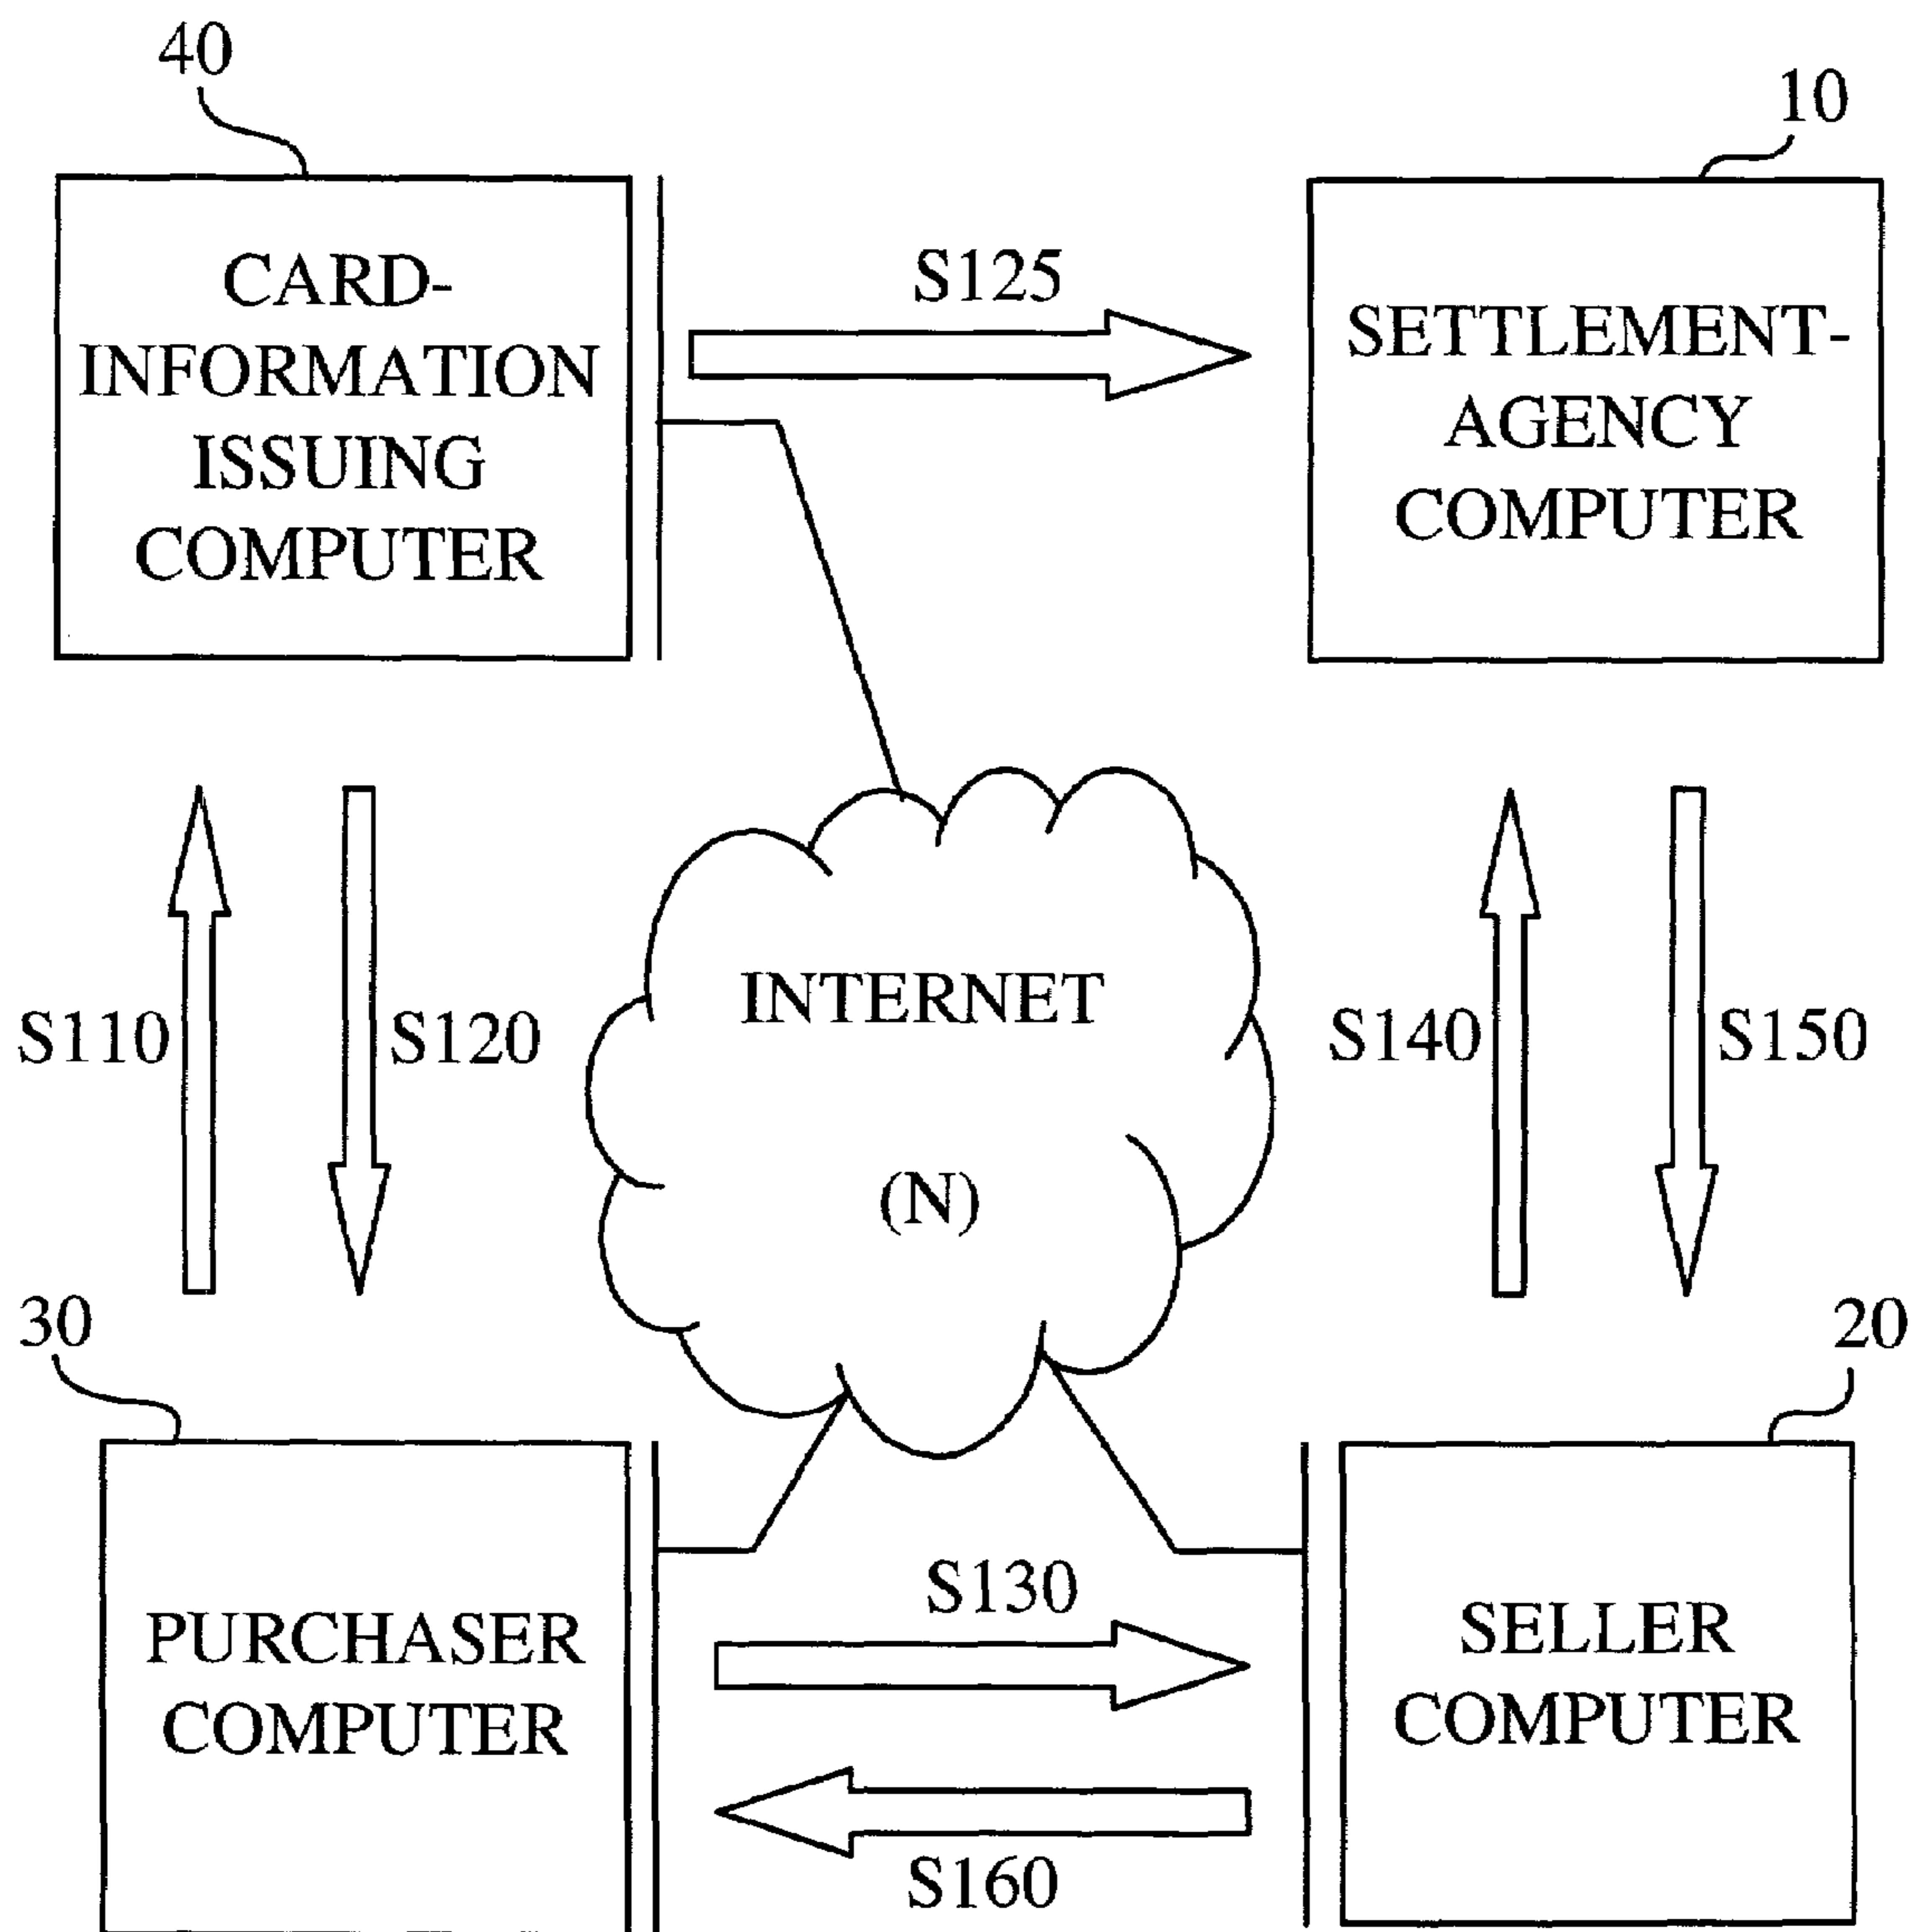 40
10
CARD-
INFORMATION
ISSUING
COMPUTER
S125
SETTLEMENT-
AGENCY
COMPUTER
INTERNET
(N)
S110
S120
S140
S150
30
20
PURCHASER
COMPUTER
S130
SELLER
COMPUTER
S160